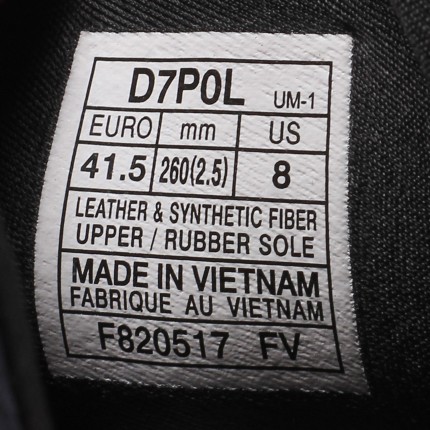 D7P0L UM-1
EURO mm US
41.5 260(2.5) 8
LEATHER & SYNTHETIC FIBER
UPPER / RUBBER SOLE
MADE IN VIETNAM
FABRIQUE AU VIETNAM
F820517 FV